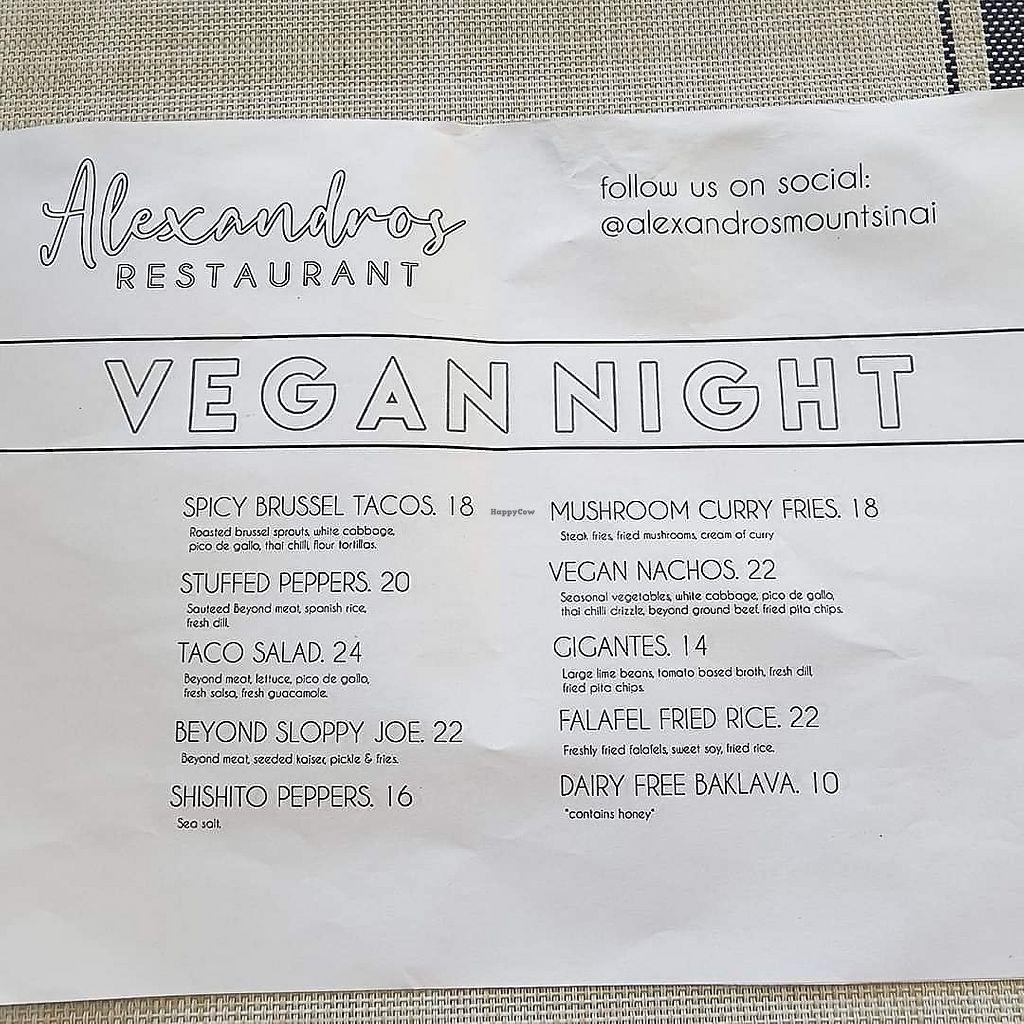 Alexandros
RESTAURANT
follow us on social:
@alexandrosmountsinai
VEGAN NIGHT
SPICY BRUSSEL TACOS. 18
Roasted brussel sprouts, white cabbage,
pico de gallo, thai chilli, flour tortillas.
STUFFED PEPPERS. 20
Sauteed Beyond meat, spanish rice,
fresh dill.
TACO SALAD. 24
Beyond meat, lettuce, pico de gallo,
fresh salsa, fresh guacamole.
BEYOND SLOPPY JOE. 22
Beyond meat, seeded kaiser, pickle & fries.
SHISHITO PEPPERS. 16
Sea salt.
HappyCow
MUSHROOM CURRY FRIES. 18
Steak fries, fried mushrooms, cream of curry
VEGAN NACHOS. 22
Seasonal vegetables, white cabbage, pico de gallo,
thai chilli drizzle, beyond ground beef, fried pita chips.
GIGANTES. 14
Large lime beans, tomato based broth, fresh dill,
fried pita chips.
FALAFEL FRIED RICE. 22
Freshly fried falafels, sweet soy, fried rice.
DAIRY FREE BAKLAVA. 10
*contains honey*